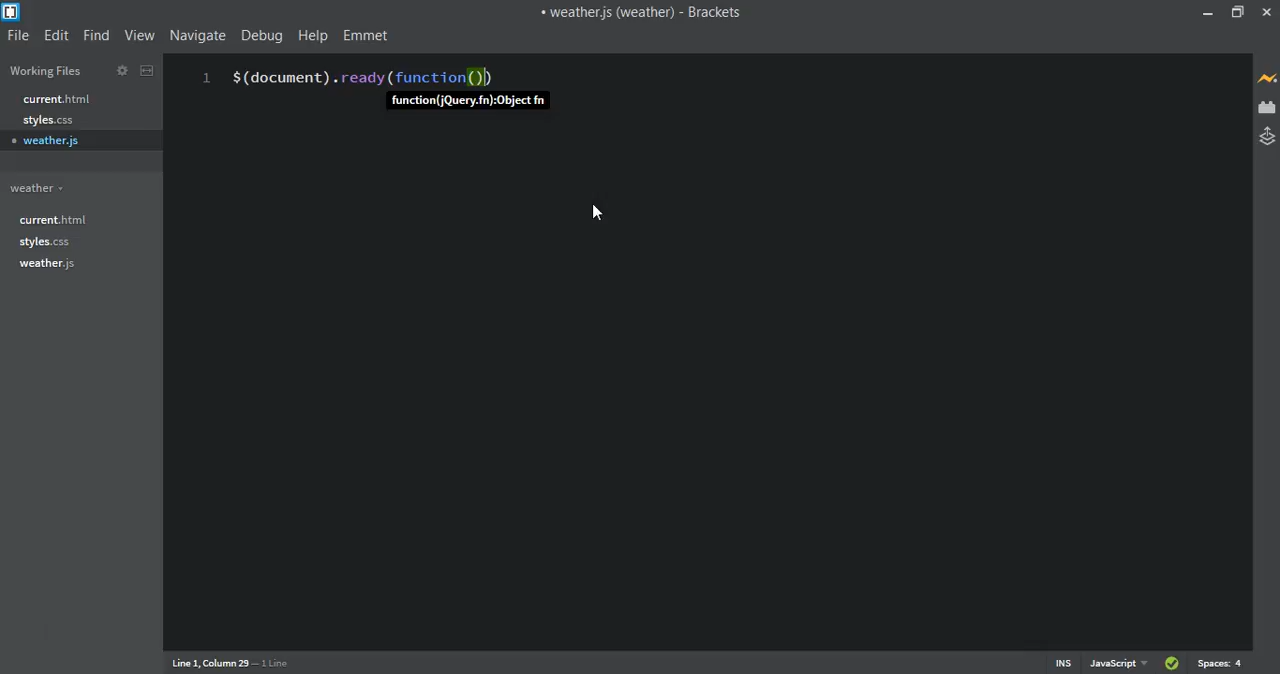 • weather.js (weather) - Brackets
File Edit Find View Navigate Debug Help Emmet
Working Files
current.html
styles.css
• weather.js
weather
current.html
styles.css
weather.js
1 $(document).ready(function())
function(jQuery.fn):Object fn
Line 1, Column 29 — 1 Line
INS JavaScript Spaces: 4